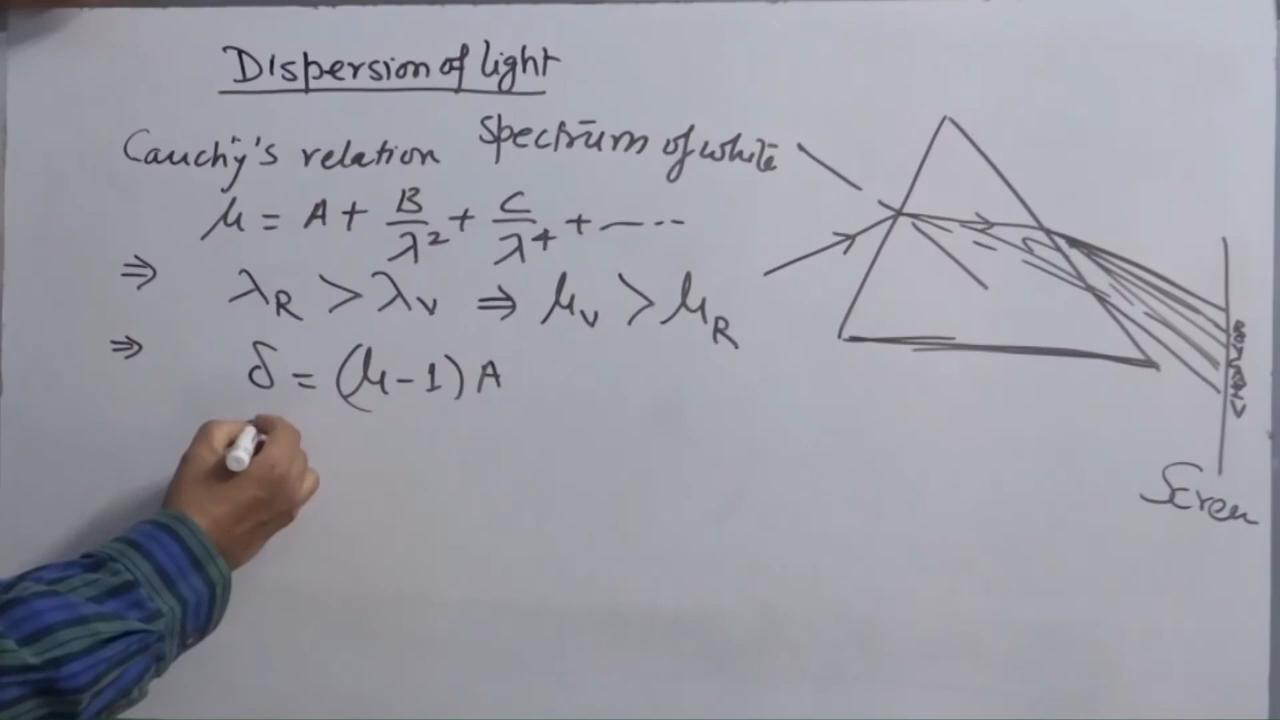 Dispersion of light
Cauchy's relation Spectrum of white
μ = A + B/λ² + C/λ⁴ + ----
⇒ λR > λV ⇒ μV > μR
⇒ δ = (μ-1) A
Screen